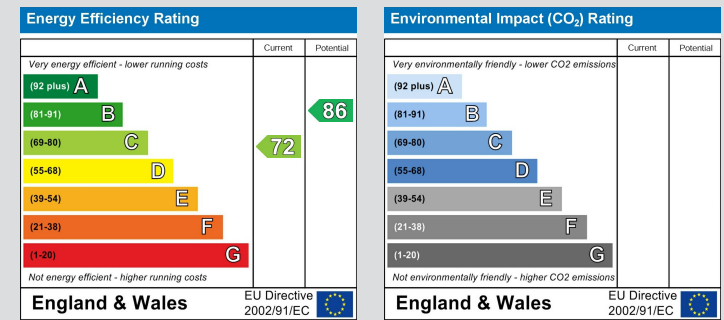 Energy Efficiency Rating
Current Potential
Very energy efficient - lower running costs
(92 plus) A
(81-91) B
86
(69-80) C
72
(55-68) D
(39-54) E
(21-38) F
(1-20) G
Not energy efficient - higher running costs
England & Wales
EU Directive
2002/91/EC
Environmental Impact (CO₂) Rating
Current Potential
Very environmentally friendly - lower CO2 emissions
(92 plus) A
(81-91) B
(69-80) C
(55-68) D
(39-54) E
(21-38) F
(1-20) G
Not environmentally friendly - higher CO2 emissions
England & Wales
EU Directive
2002/91/EC